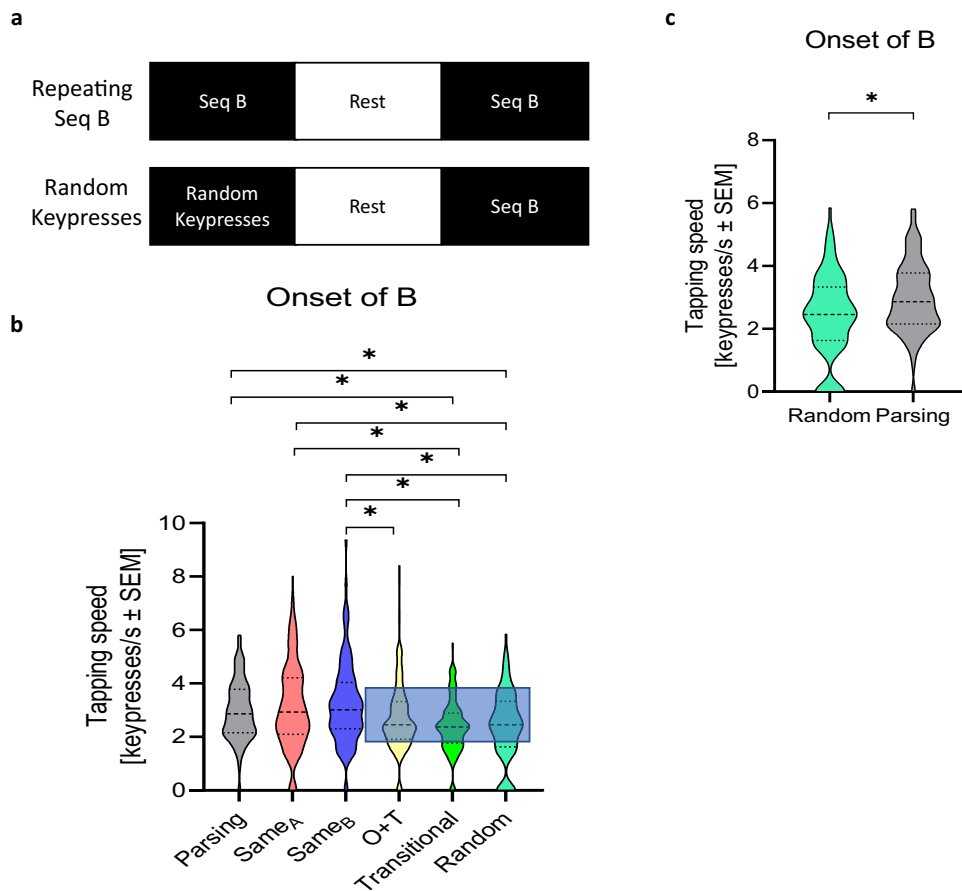 a
Repeating
Seq B
Seq B
Rest
Seq B
Random
Keypresses
Random
Keypresses
Rest
Seq B
b
Onset of B
*
*
*
*
*
*
*
Tapping speed
[keypresses/s ± SEM]
10
8
6
4
2
0
Parsing
SameA
SameB
O+T
Transitional
Random
c
Onset of B
*
Tapping speed
[keypresses/s ± SEM]
8
6
4
2
0
Random
Parsing